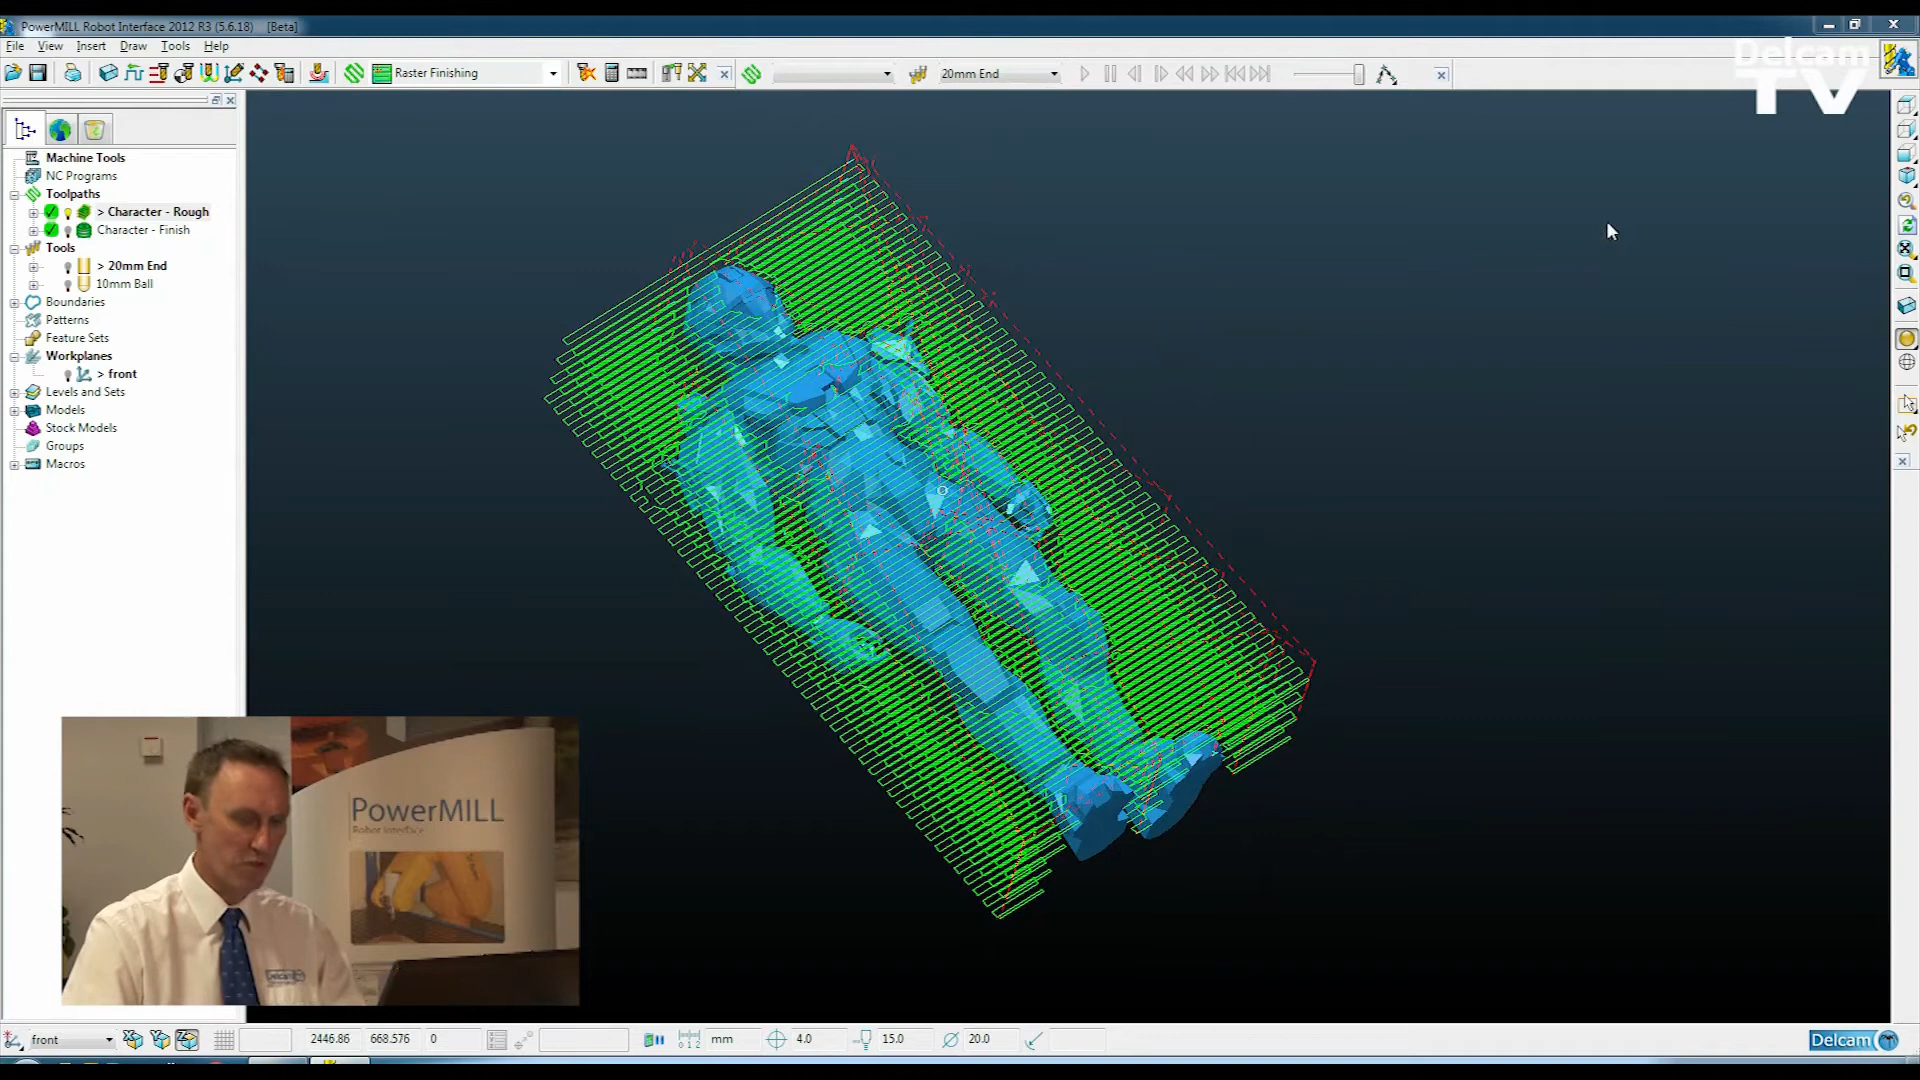 PowerMILL Robot Interface 2012 R3 (5.6.18) [Beta]
File View Insert Draw Tools Help
Delcam
TV
Raster Finishing
20mm End
Machine Tools
NC Programs
Toolpaths
> Character - Rough
Character - Finish
Tools
> 20mm End
10mm Ball
Boundaries
Patterns
Feature Sets
Workplanes
> front
Levels and Sets
Models
Stock Models
Groups
Macros
PowerMILL
Robot Interface
Delcam
front
2446.86 668.576 0
mm
4.0
15.0
20.0
Delcam